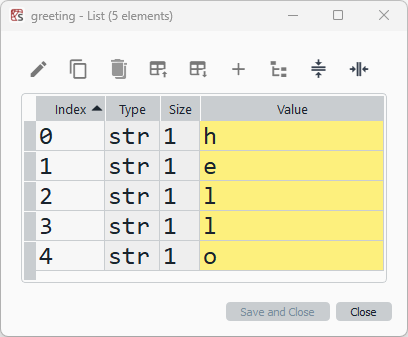 greeting - List (5 elements)
Index Type Size Value
0 str 1 h
1 str 1 e
2 str 1 l
3 str 1 l
4 str 1 o
Save and Close Close